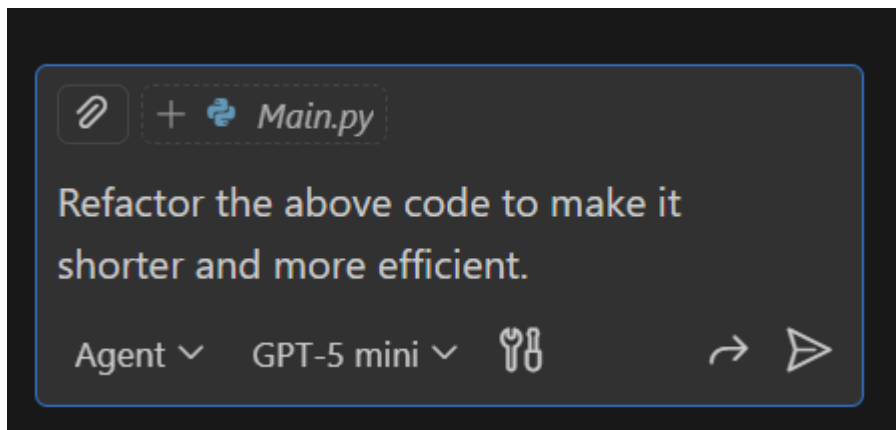 Main.py
Refactor the above code to make it
shorter and more efficient.
Agent GPT-5 mini